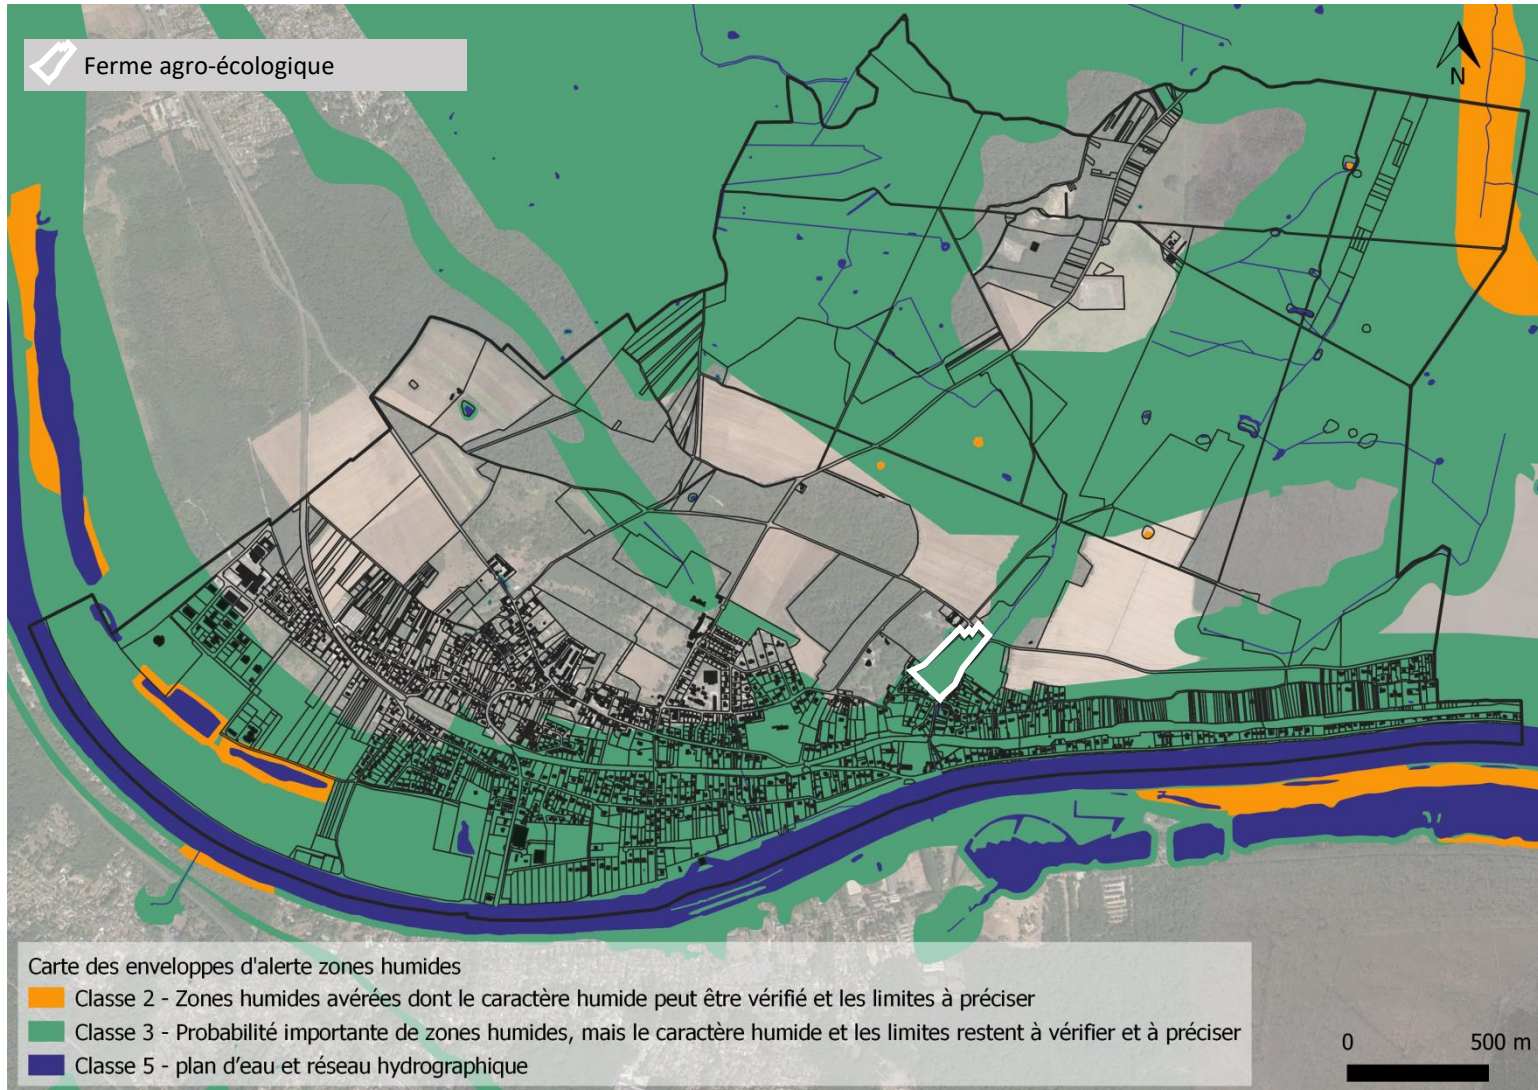 Ferme agro-écologique
N
Carte des enveloppes d'alerte zones humides
Classe 2 - Zones humides avérées dont le caractère humide peut être vérifié et les limites à préciser
Classe 3 - Probabilité importante de zones humides, mais le caractère humide et les limites restent à vérifier et à préciser
Classe 5 - plan d’eau et réseau hydrographique
0 500 m